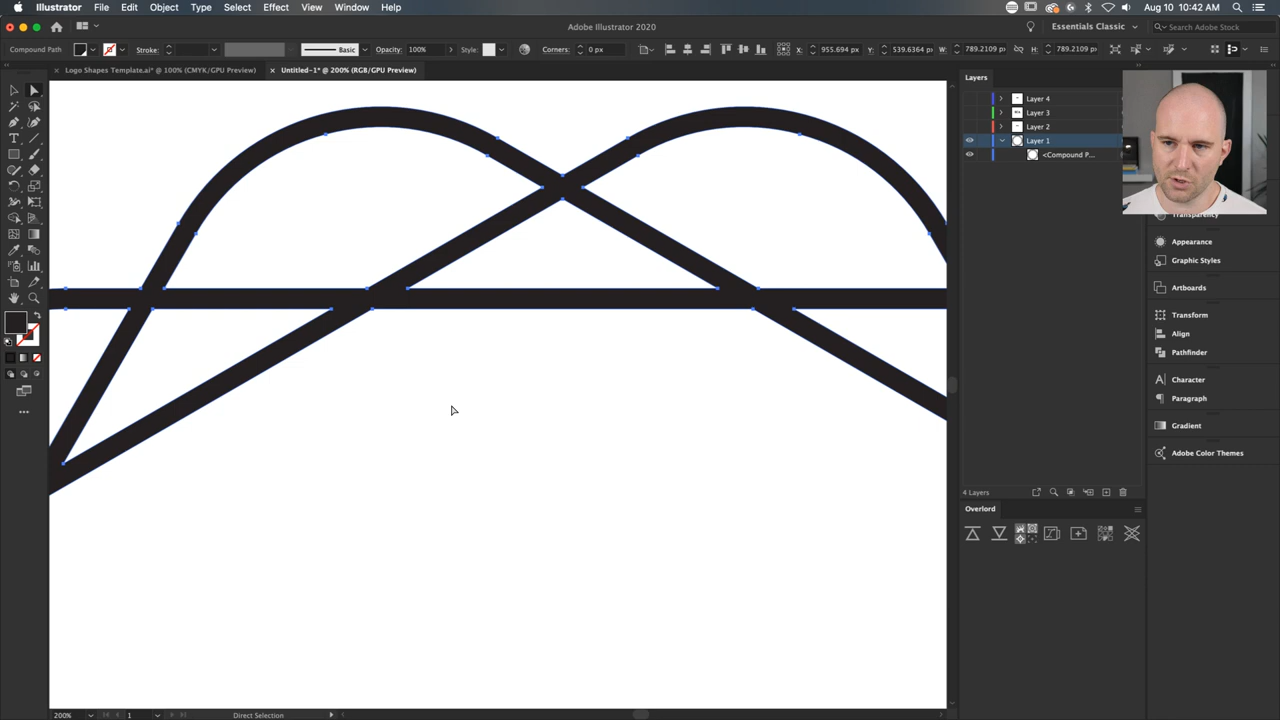 Illustrator File Edit Object Type Select Effect View Window Help
Aug 10 10:42 AM
Adobe Illustrator 2020
Essentials Classic
Search Adobe Stock
Compound Path Stroke: Basic Opacity: 100% Style: Corners: 0 px X: 955.694 px Y: 539.6364 px W: 789.2109 px H: 789.2109 px
Logo Shapes Template.ai* @ 100% (CMYK/GPU Preview)
Untitled-1* @ 200% (RGB/GPU Preview)
Layers
Layer 4
Layer 3
Layer 2
Layer 1
<Compound P...
Transparency
Appearance
Graphic Styles
Artboards
Transform
Align
Pathfinder
Character
Paragraph
Gradient
Adobe Color Themes
4 Layers
Overlord
200% 1 Direct Selection